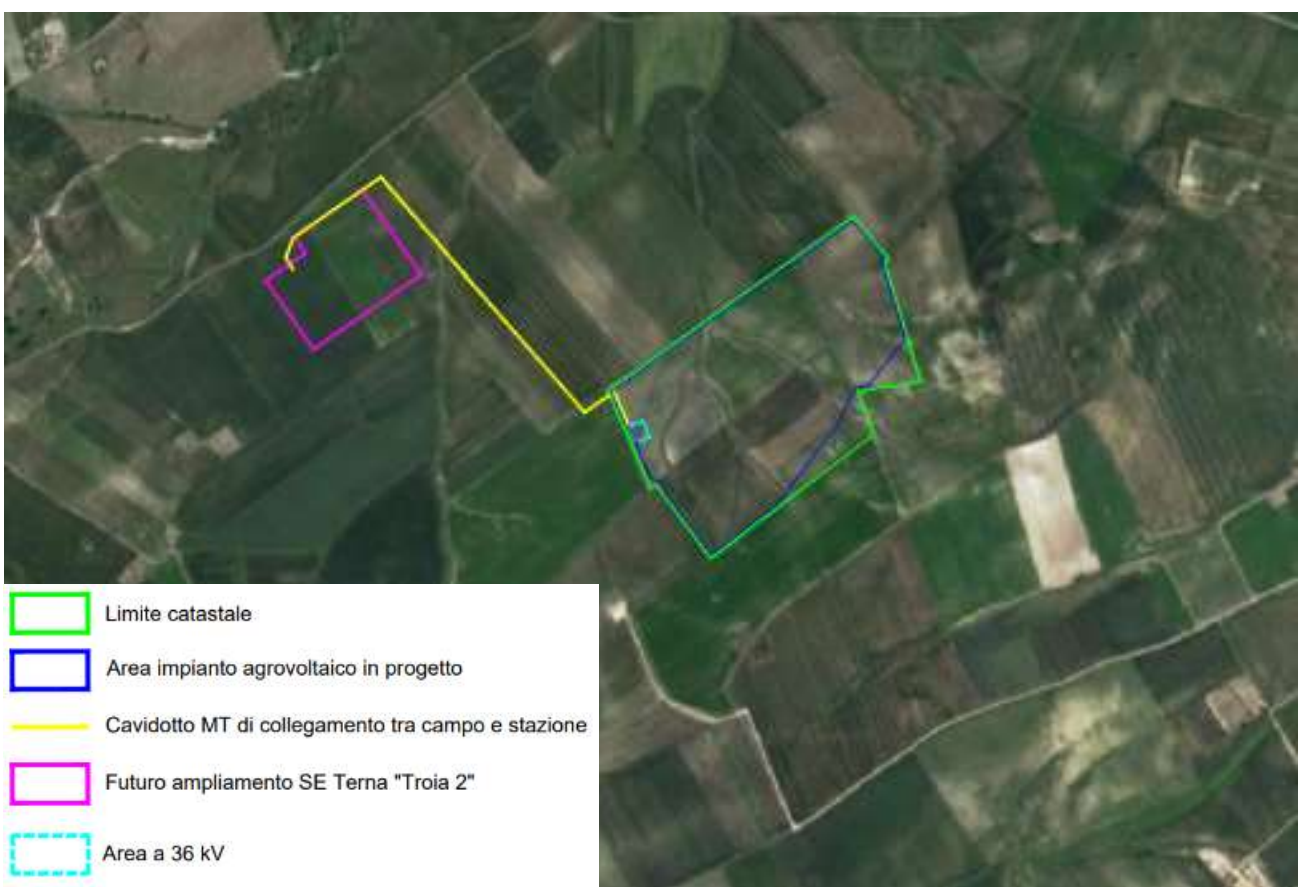 Limite catastale
Area impianto agrovoltaico in progetto
Cavidotto MT di collegamento tra campo e stazione
Futuro ampliamento SE Terna "Troia 2"
Area a 36 kV